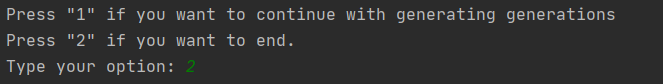 Press "1" if you want to continue with generating generations
Press "2" if you want to end.
Type your option: 2